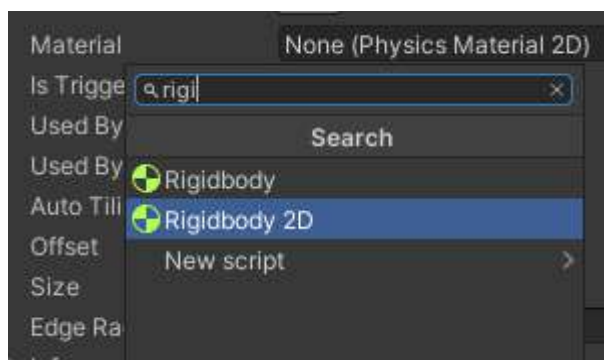 Material None (Physics Material 2D)
Is Trigge
rigi
Used By
Search
Used By
Rigidbody
Auto Tili
Rigidbody 2D
Offset
New script
Size
Edge Ra